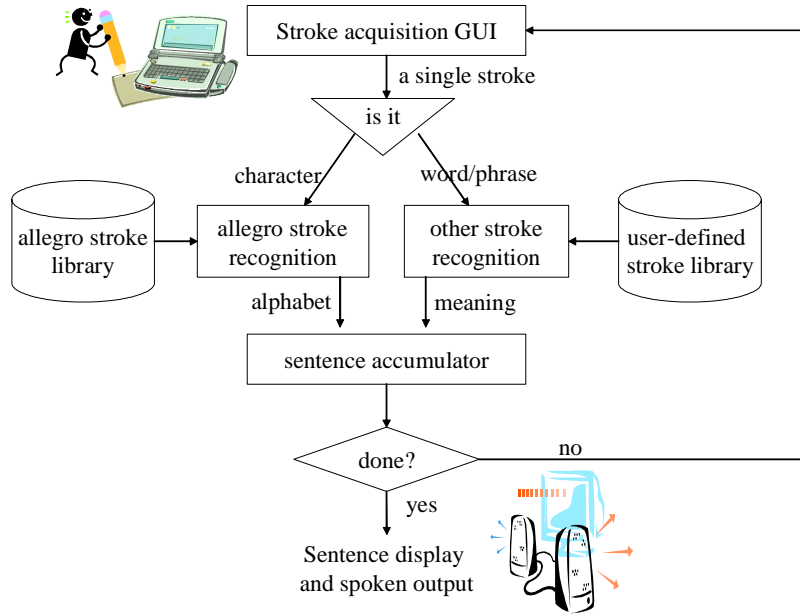 Stroke acquisition GUI
a single stroke
is it
character
word/phrase
allegro stroke
library
allegro stroke
recognition
other stroke
recognition
user-defined
stroke library
alphabet
meaning
sentence accumulator
done?
no
yes
Sentence display
and spoken output